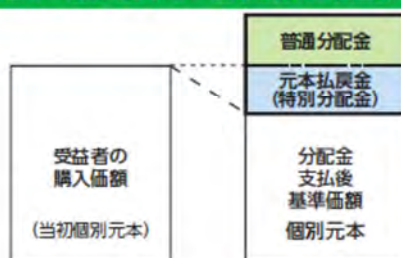 普通分配金
元本払戻金
(特別分配金)
受益者の
購入価額
(当初個別元本)
分配金
支払後
基準価額
個別元本